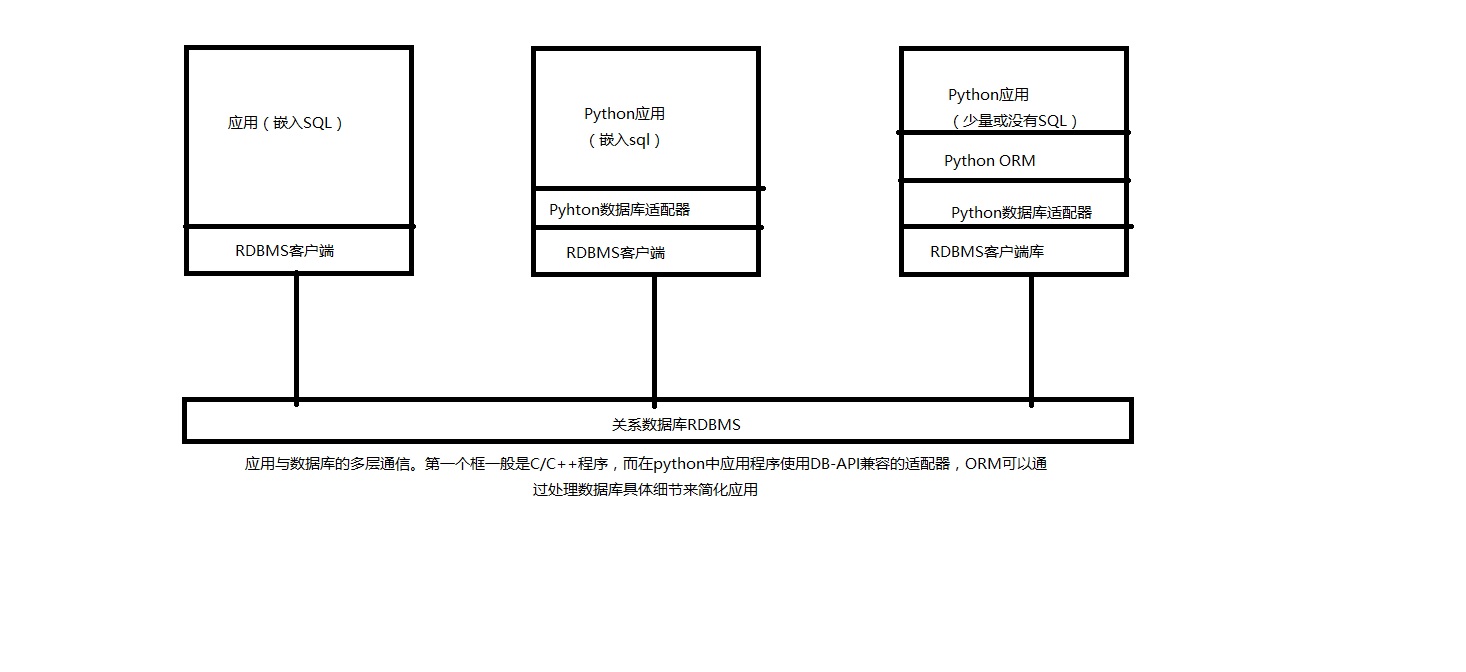 应用（嵌入SQL）
RDBMS客户端
Python应用
（嵌入sql）
Pyhton数据库适配器
RDBMS客户端
Python应用
（少量或没有SQL）
Python ORM
Python数据库适配器
RDBMS客户端库
关系数据库RDBMS
应用与数据库的多层通信。第一个框一般是C/C++程序，而在python中应用程序使用DB-API兼容的适配器，ORM可以通
过处理数据库具体细节来简化应用